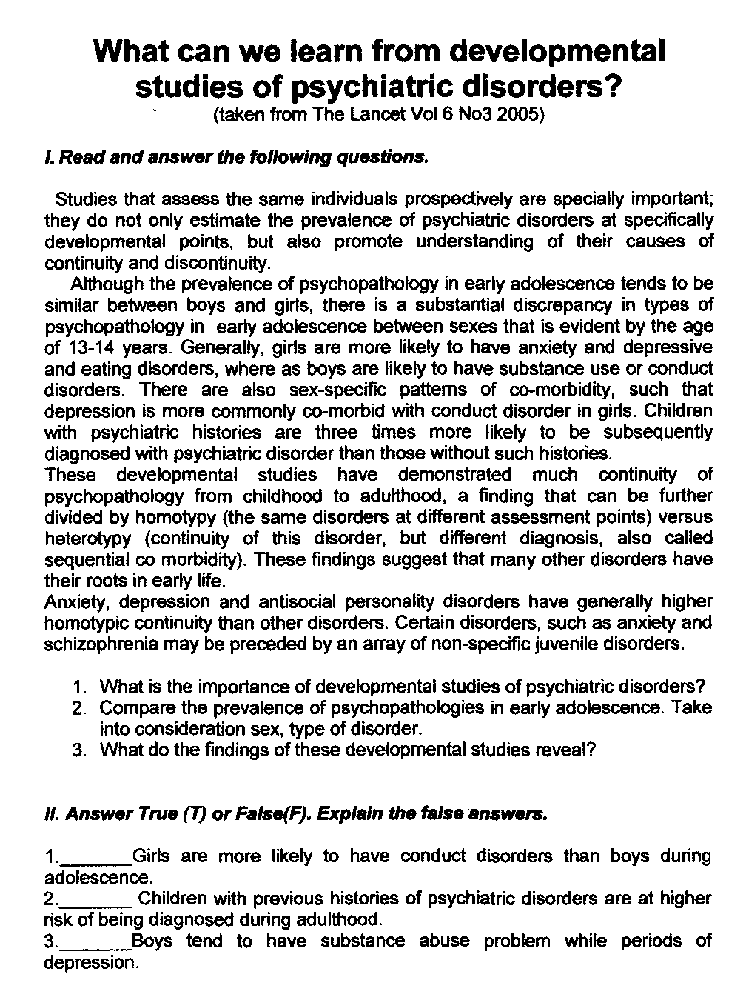 What can we learn from developmental
studies of psychiatric disorders?
(taken from The Lancet Vol 6 No3 2005)
I. Read and answer the following questions.
Studies that assess the same individuals prospectively are specially important;
they do not only estimate the prevalence of psychiatric disorders at specifically
developmental points, but also promote understanding of their causes of
continuity and discontinuity.
Although the prevalence of psychopathology in early adolescence tends to be
similar between boys and girls, there is a substantial discrepancy in types of
psychopathology in early adolescence between sexes that is evident by the age
of 13-14 years. Generally, girls are more likely to have anxiety and depressive
and eating disorders, where as boys are likely to have substance use or conduct
disorders. There are also sex-specific patterns of co-morbidity, such that
depression is more commonly co-morbid with conduct disorder in girls. Children
with psychiatric histories are three times more likely to be subsequently
diagnosed with psychiatric disorder than those without such histories.
These developmental studies have demonstrated much continuity of
psychopathology from childhood to adulthood, a finding that can be further
divided by homotypy (the same disorders at different assessment points) versus
heterotypy (continuity of this disorder, but different diagnosis, also called
sequential co morbidity). These findings suggest that many other disorders have
their roots in early life.
Anxiety, depression and antisocial personality disorders have generally higher
homotypic continuity than other disorders. Certain disorders, such as anxiety and
schizophrenia may be preceded by an array of non-specific juvenile disorders.
1. What is the importance of developmental studies of psychiatric disorders?
2. Compare the prevalence of psychopathologies in early adolescence. Take
into consideration sex, type of disorder.
3. What do the findings of these developmental studies reveal?
II. Answer True (T) or False(F). Explain the false answers.
1._______Girls are more likely to have conduct disorders than boys during
adolescence.
2._______ Children with previous histories of psychiatric disorders are at higher
risk of being diagnosed during adulthood.
3._______Boys tend to have substance abuse problem while periods of
depression.